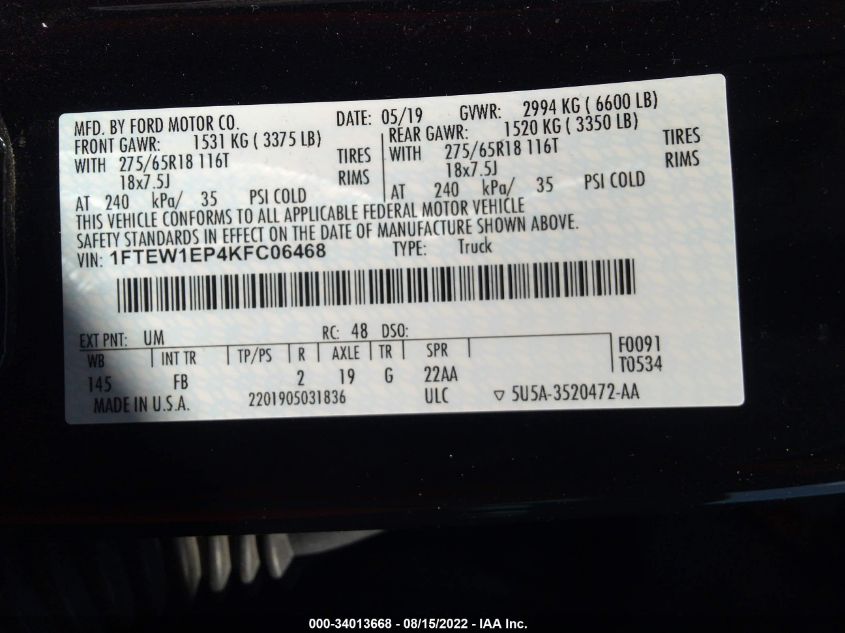 MFD. BY FORD MOTOR CO. DATE: 05/19 GVWR: 2994 KG ( 6600 LB)
FRONT GAWR: 1531 KG ( 3375 LB) REAR GAWR: 1520 KG ( 3350 LB)
WITH 275/65R18 116T TIRES WITH 275/65R18 116T TIRES
18x7.5J RIMS 18x7.5J RIMS
AT 240 kPa/ 35 PSI COLD AT 240 kPa/ 35 PSI COLD
THIS VEHICLE CONFORMS TO ALL APPLICABLE FEDERAL MOTOR VEHICLE
SAFETY STANDARDS IN EFFECT ON THE DATE OF MANUFACTURE SHOWN ABOVE.
VIN: 1FTEW1EP4KFC06468 TYPE: Truck
EXT PNT: UM RC: 48 DSO: F0091
WB INT TR TP/PS R AXLE TR SPR T0534
145 FB 2 19 G 22AA
MADE IN U.S.A. 2201905031836 ULC ▽ 5U5A-3520472-AA
000-34013668 - 08/15/2022 - IAA Inc.